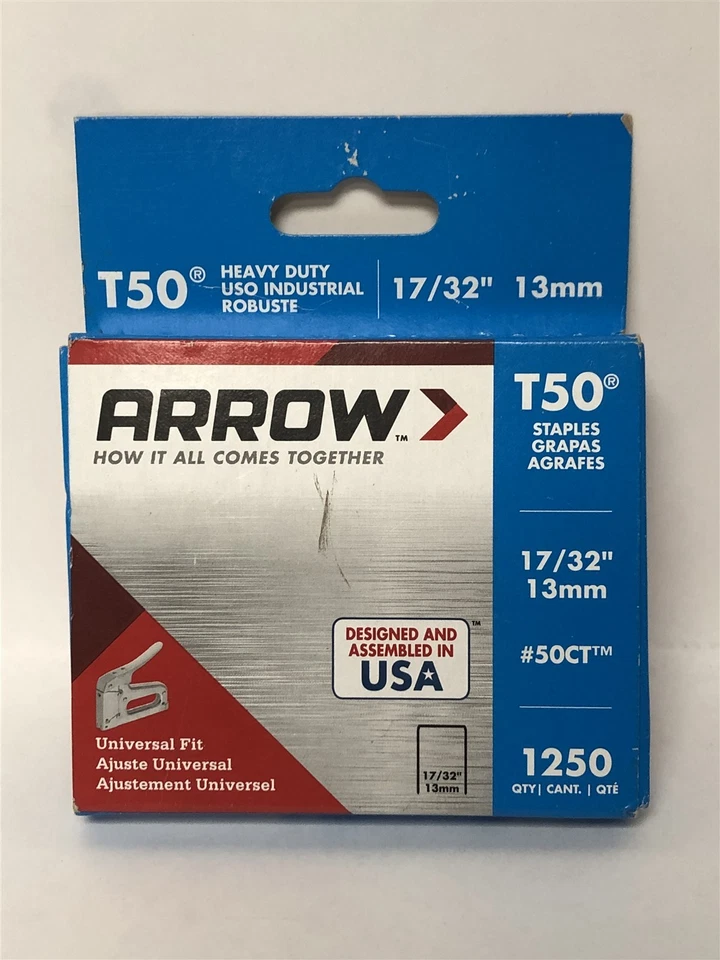 T50® HEAVY DUTY
USO INDUSTRIAL
ROBUSTE
17/32" 13mm
ARROW™
HOW IT ALL COMES TOGETHER
T50®
STAPLES
GRAPAS
AGRAFES
17/32"
13mm
#50CT™
1250
QTY | CANT. | QTÉ
DESIGNED AND
ASSEMBLED IN
USA ™
17/32"
13mm
Universal Fit
Ajuste Universal
Ajustement Universel